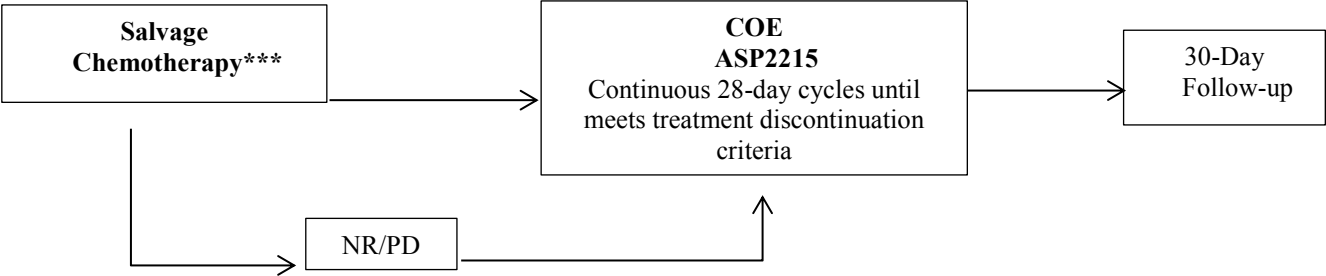 Salvage
Chemotherapy***
COE
ASP2215
Continuous 28-day cycles until
meets treatment discontinuation
criteria
30-Day
Follow-up
NR/PD